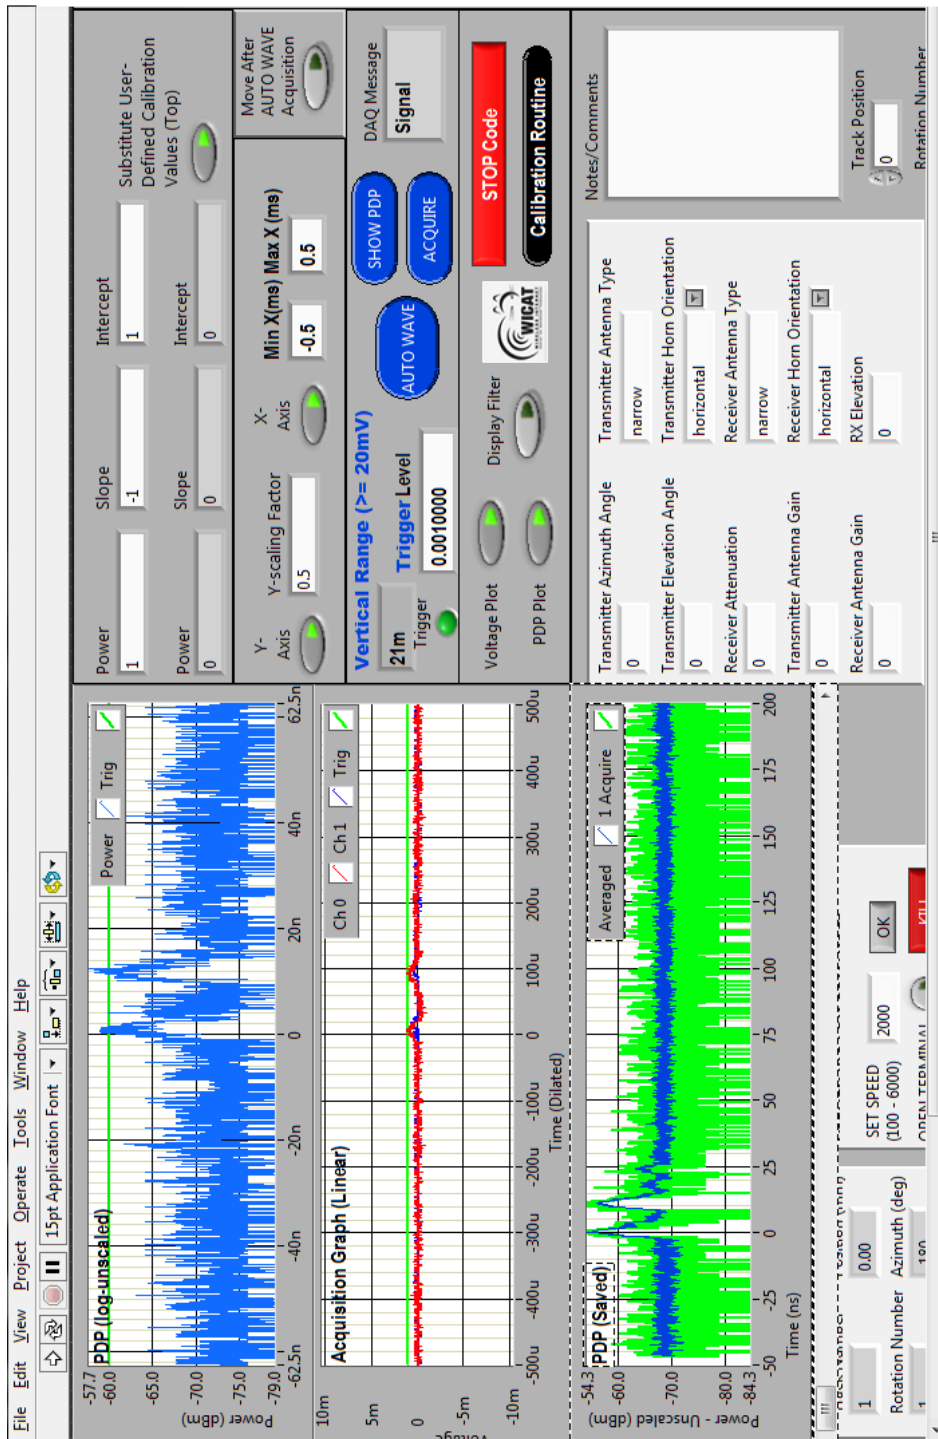 File Edit View Project Operate Tools Window Help
15pt Application Font
PDP (log-unscaled)
Power Trig
Power (dBm)
-57.7
-60.0
-65.0
-70.0
-75.0
-79.0
-62.5n -40n -20n 0 20n 40n 62.5n
Acquisition Graph (Linear)
Ch 0 Ch 1 Trig
10m
5m
0
-5m
-10m
-500u -400u -300u -200u -100u 0 100u 200u 300u 400u 500u
Time (Dilated)
PDP (Saved)
Averaged 1 Acquire
Power - Unscaled (dBm)
-54.3
-60.0
-70.0
-80.0
-84.3
-50 -25 0 25 50 75 100 125 150 175 200
Time (ns)
1 0.00
Rotation Number Azimuth (deg)
SET SPEED
(100 - 6000)
2000 OK
Power Slope Intercept
1 -1 1
Power Slope Intercept
0 0 0
Substitute User-
Defined Calibration
Values (Top)
Y-
Axis
Y-scaling Factor
0.5
X-
Axis
Min X(ms) Max X (ms)
-0.5 0.5
Move After
AUTO WAVE
Acquisition
Vertical Range (>= 20mV)
21m
Trigger
Trigger Level
0.0010000
AUTO WAVE
SHOW PDP
ACQUIRE
DAQ Message
Signal
Voltage Plot
PDP Plot
Display Filter
WICAT
STOP Code
Calibration Routine
Transmitter Azimuth Angle
0
Transmitter Elevation Angle
0
Receiver Attenuation
0
Transmitter Antenna Gain
0
Receiver Antenna Gain
0
Transmitter Antenna Type
narrow
Transmitter Horn Orientation
horizontal
Receiver Antenna Type
narrow
Receiver Horn Orientation
horizontal
RX Elevation
0
Notes/Comments
Track Position
0
Rotation Number